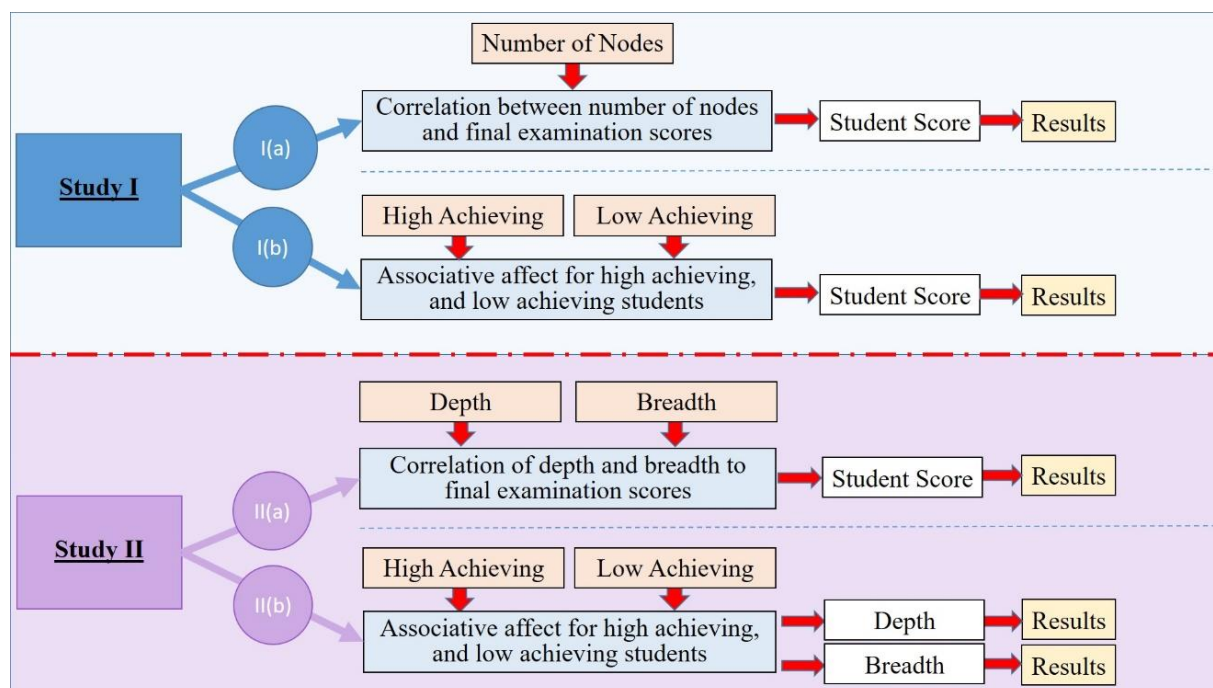 Number of Nodes
Study I
I(a)
Correlation between number of nodes
and final examination scores
Student Score
Results
I(b)
High Achieving
Low Achieving
Associative affect for high achieving,
and low achieving students
Student Score
Results
Study II
II(a)
Depth
Breadth
Correlation of depth and breadth to
final examination scores
Student Score
Results
II(b)
High Achieving
Low Achieving
Associative affect for high achieving,
and low achieving students
Depth
Results
Breadth
Results